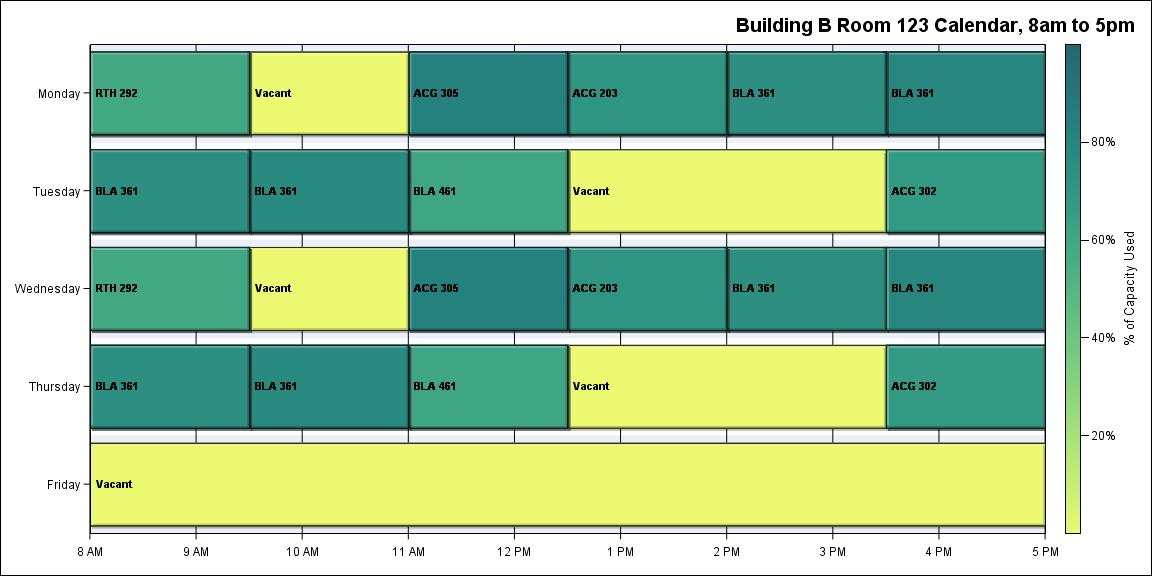 Building B Room 123 Calendar, 8am to 5pm
Monday
RTH 292
Vacant
ACG 305
ACG 203
BLA 361
BLA 361
Tuesday
BLA 361
BLA 361
BLA 461
Vacant
ACG 302
Wednesday
RTH 292
Vacant
ACG 305
ACG 203
BLA 361
BLA 361
Thursday
BLA 361
BLA 361
BLA 461
Vacant
ACG 302
Friday
Vacant
8 AM
9 AM
10 AM
11 AM
12 PM
1 PM
2 PM
3 PM
4 PM
5 PM
80%
60%
40%
20%
% of Capacity Used